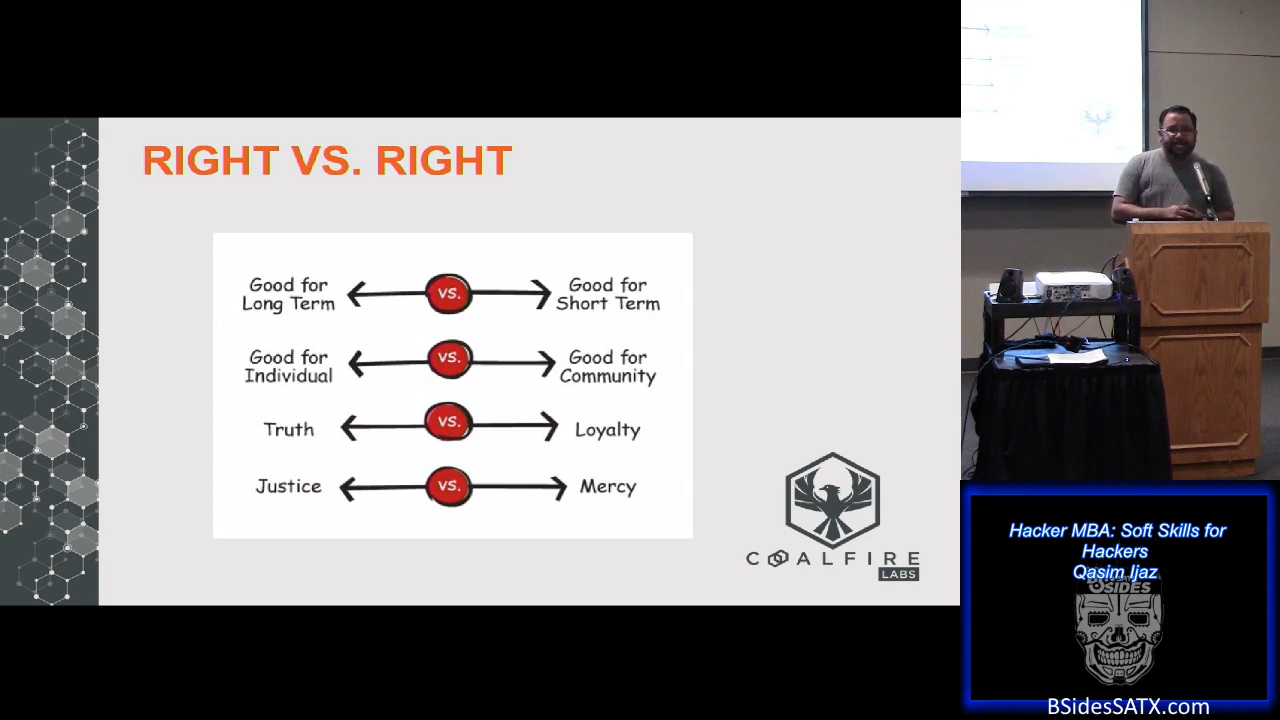 RIGHT VS. RIGHT
Good for
Long Term
VS.
Good for
Short Term
Good for
Individual
VS.
Good for
Community
Truth
VS.
Loyalty
Justice
VS.
Mercy
COALFIRE
LABS
Hacker MBA: Soft Skills for
Hackers
Qasim Ijaz
BSIDES
BSidesSATX.com